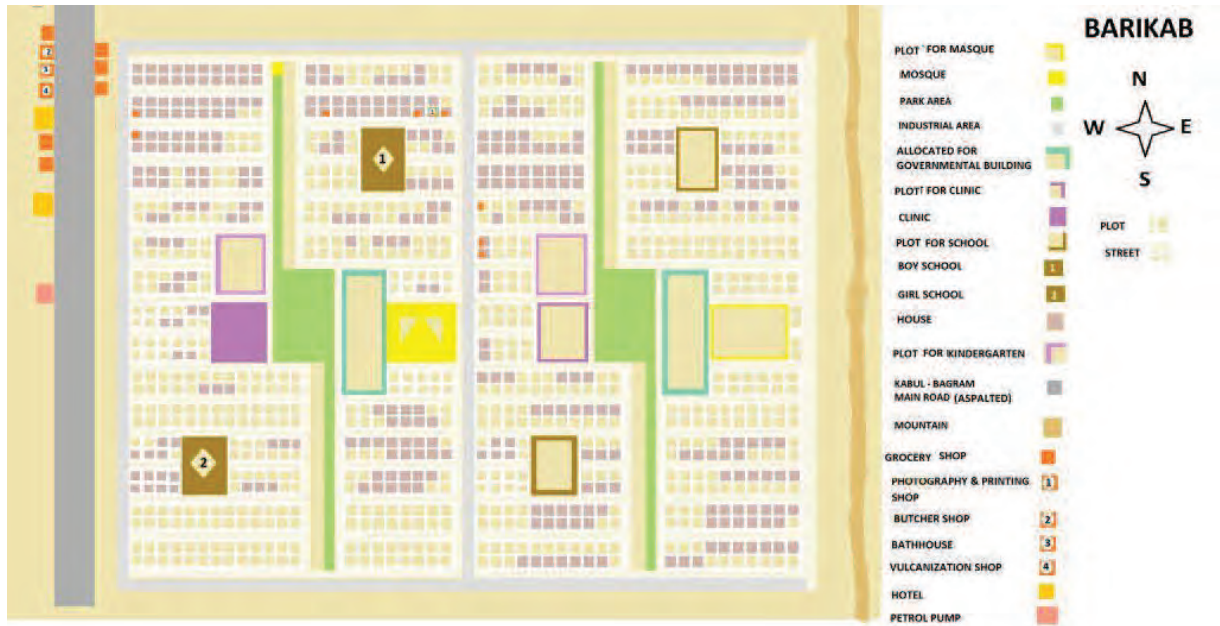 BARIKAB
N
W E
S
PLOT FOR MASQUE
MOSQUE
PARK AREA
INDUSTRIAL AREA
ALLOCATED FOR
GOVERNMENTAL BUILDING
PLOT FOR CLINIC
CLINIC
PLOT FOR SCHOOL
BOY SCHOOL 1
GIRL SCHOOL
HOUSE
PLOT FOR KINDERGARTEN
KABUL - BAGRAM
MAIN ROAD (ASPALTED)
MOUNTAIN
GROCERY SHOP
PHOTOGRAPHY & PRINTING 1
SHOP
BUTCHER SHOP 2
BATHHOUSE 3
VULCANIZATION SHOP 4
HOTEL
PETROL PUMP
PLOT
STREET
2
3
4
1
1
2